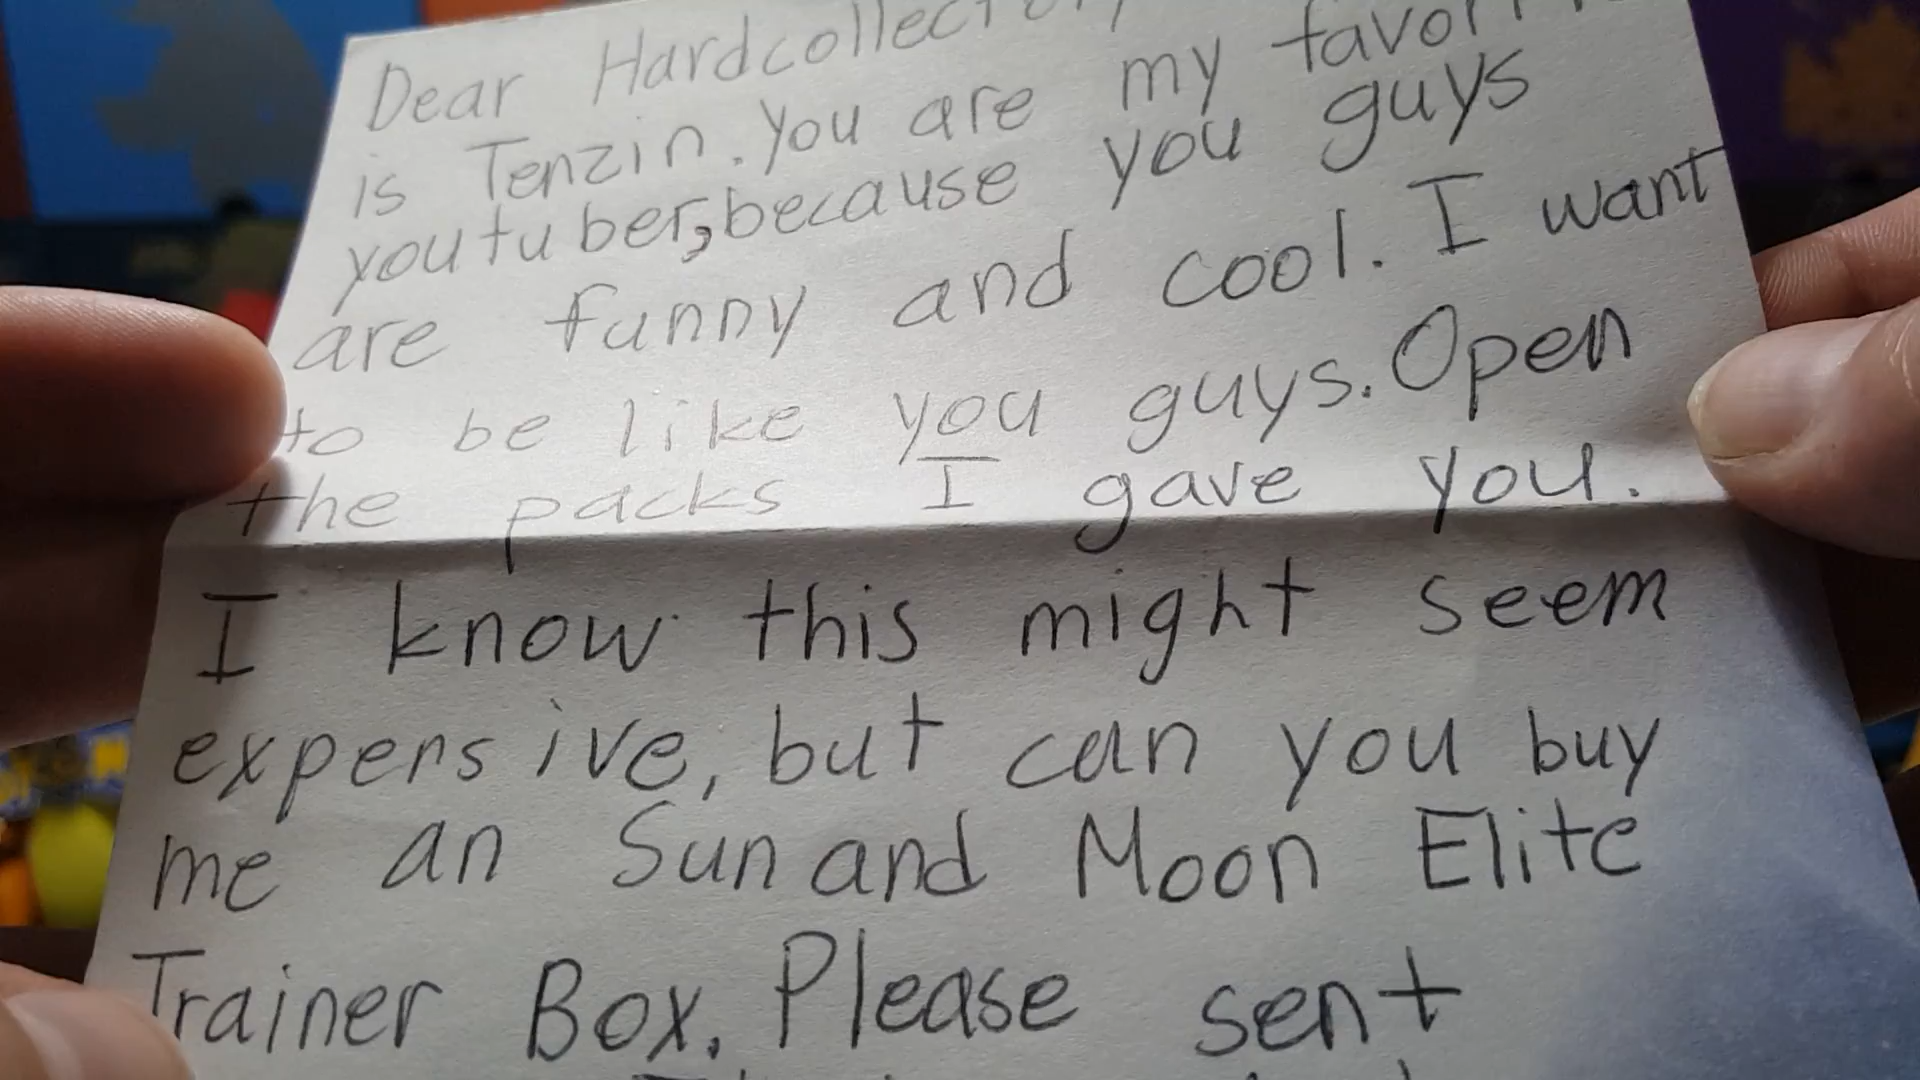 Dear Hardcollector,
is Tenzin. You are my favorite
youtuber, because you guys
are funny and cool. I want
to be like you guys. Open
the packs I gave you.
I know this might seem
expensive, but can you buy
me an Sun and Moon Elite
Trainer Box. Please sent